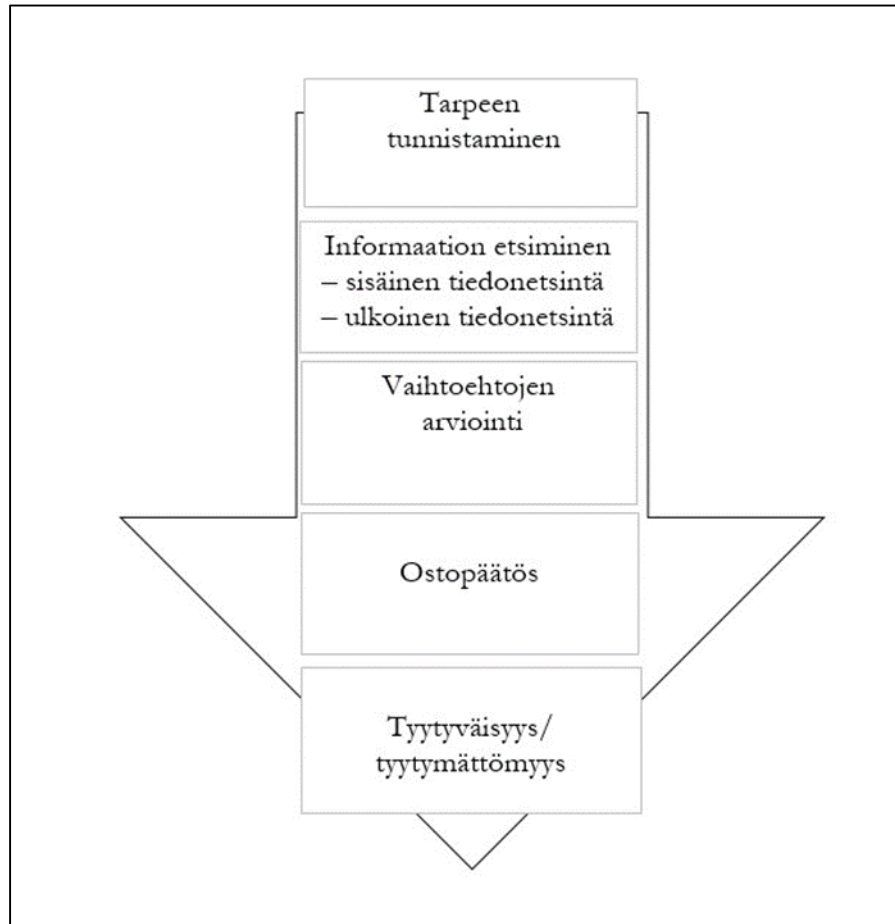 Tarpeen
tunnistaminen
Informaation etsiminen
– sisäinen tiedonetsintä
– ulkoinen tiedonetsintä
Vaihtoehtojen
arviointi
Ostopäätös
Tyytyväisyys/
tyytymättömyys